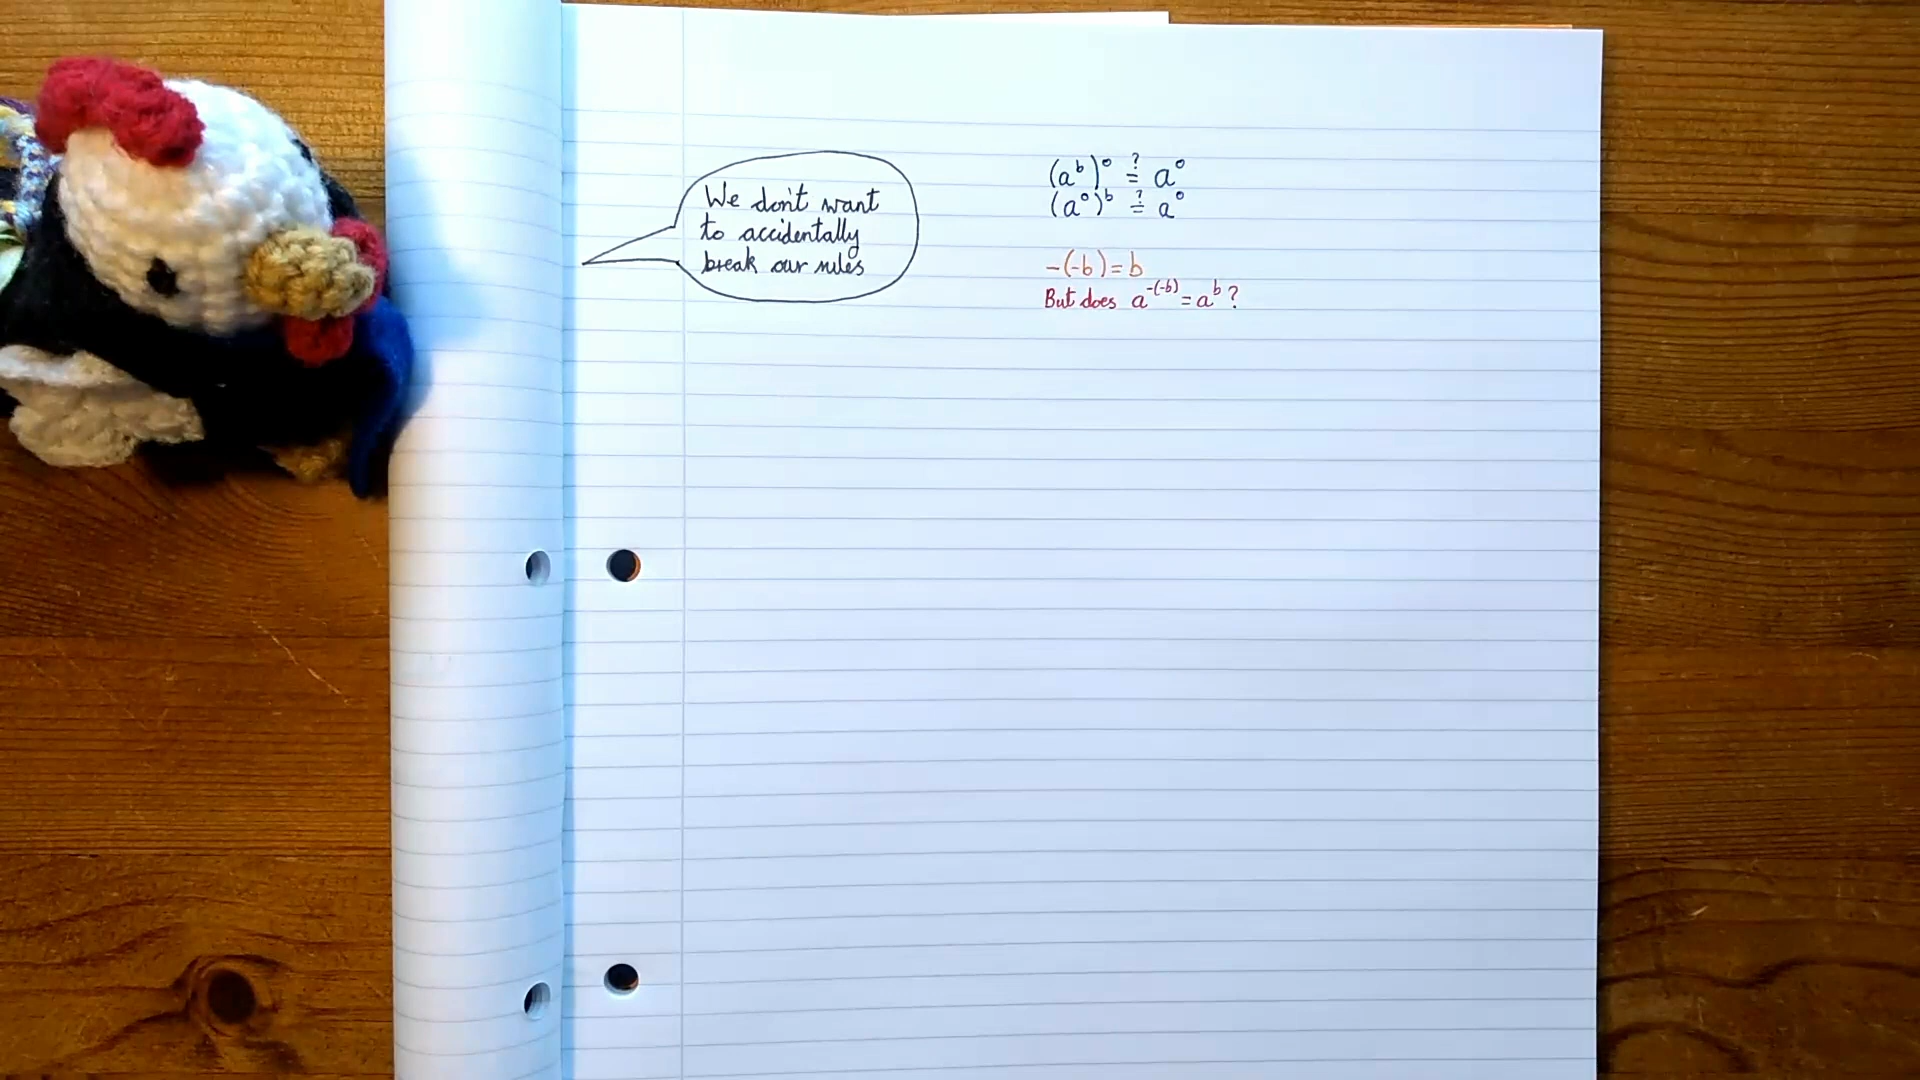 We don't want
to accidentally
break our rules
(a^b)^0 ≟ a^0
(a^0)^b ≟ a^0
-(-b) = b
But does a^-(-b) = a^b ?